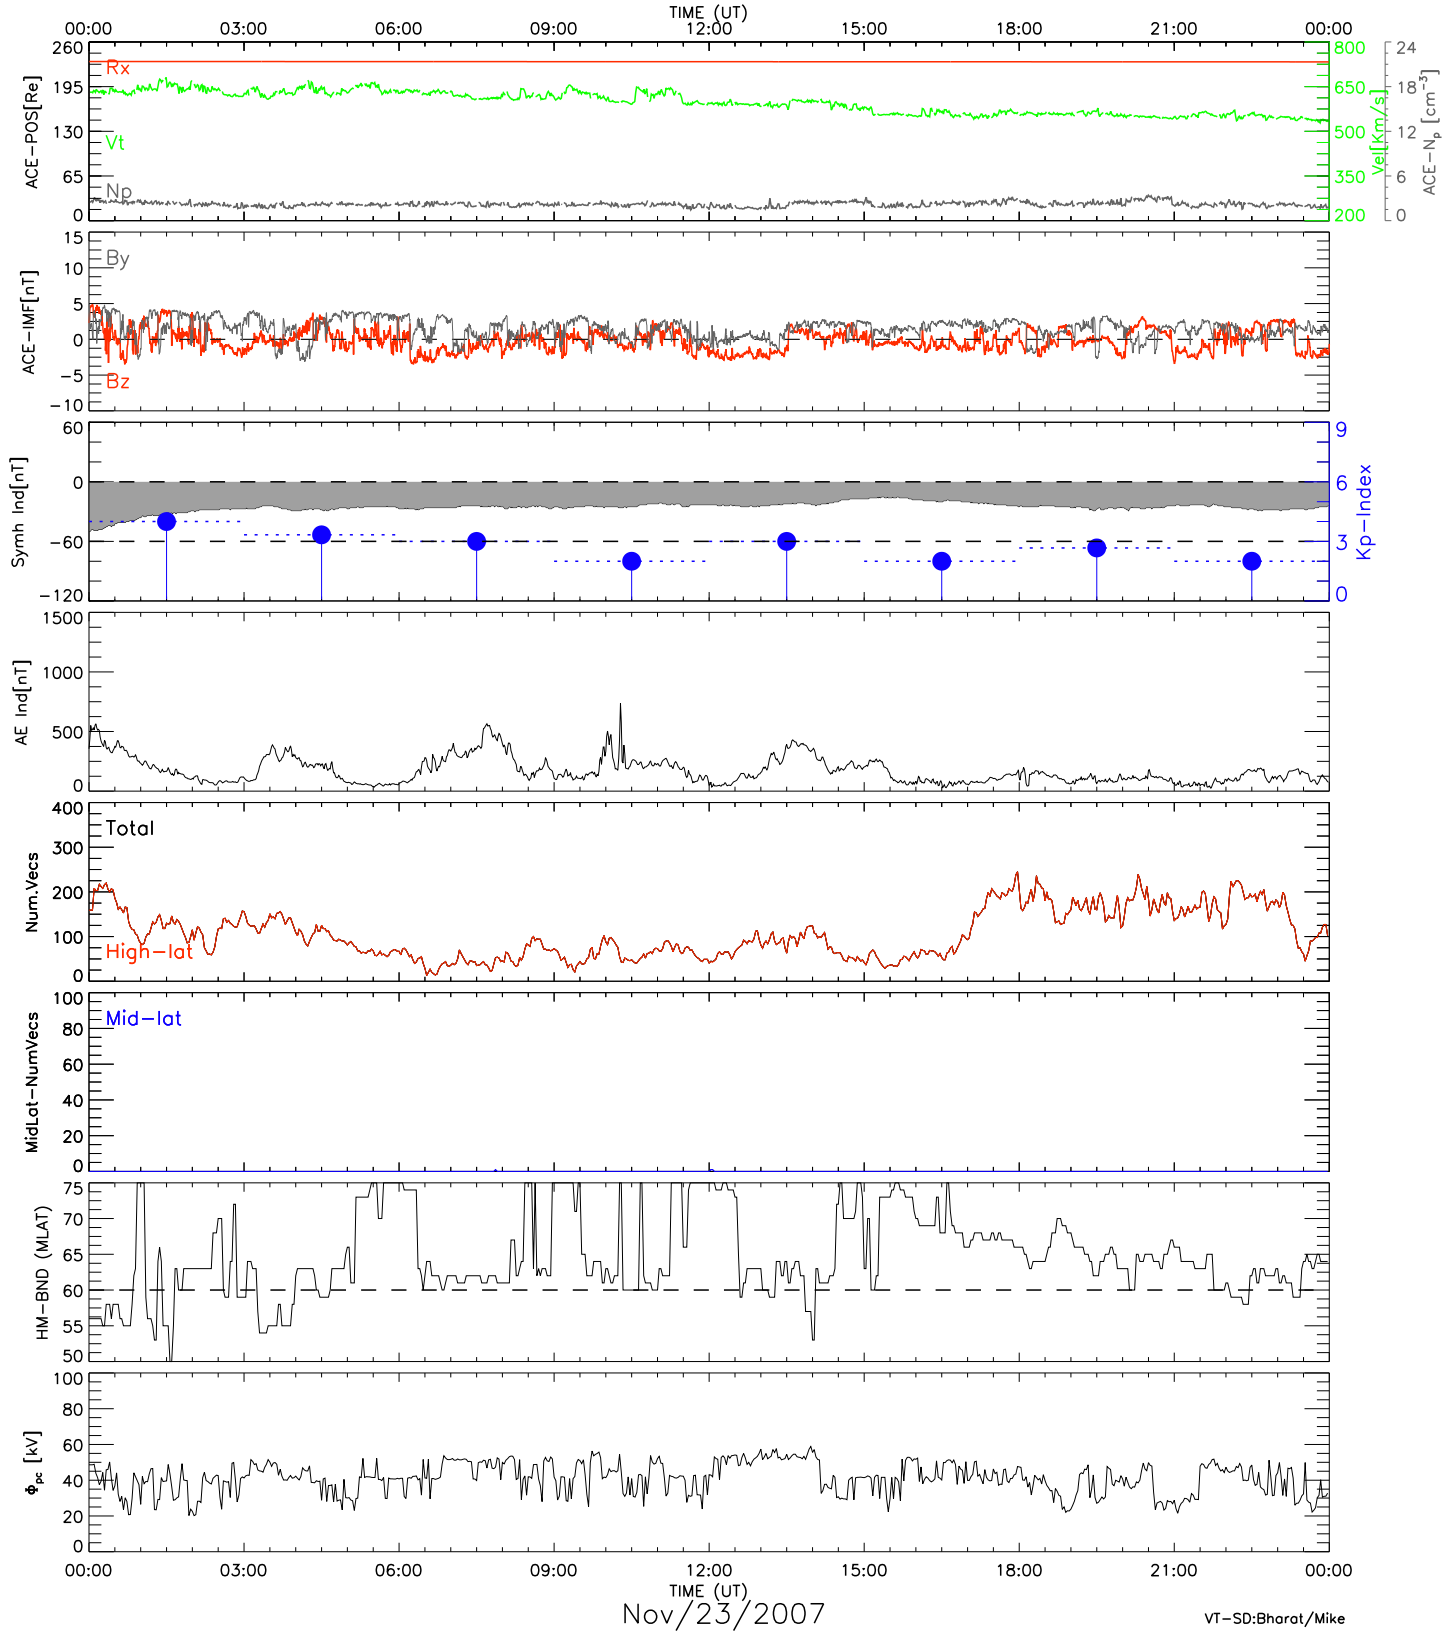 TIME (UT)
00:00 03:00 06:00 09:00 12:00 15:00 18:00 21:00 00:00
ACE-POS[Re]
260
195
130
65
0
Rx
Vt
Np
800
650
500
350
200
Vel[Km/s]
24
18
12
6
0
ACE-Np [cm-3]
ACE-IMF[nT]
15
10
5
0
-5
-10
By
Bz
Symh Ind[nT]
60
0
-60
-120
9
6
3
0
Kp-Index
AE Ind[nT]
1500
1000
500
0
Num.Vecs
400
300
200
100
0
Total
High-lat
MidLat-NumVecs
100
80
60
40
20
0
Mid-lat
HM-BND (MLAT)
75
70
65
60
55
50
Φpc [kV]
100
80
60
40
20
0
00:00 03:00 06:00 09:00 12:00 15:00 18:00 21:00 00:00
TIME (UT)
Nov/23/2007
VT-SD:Bharat/Mike